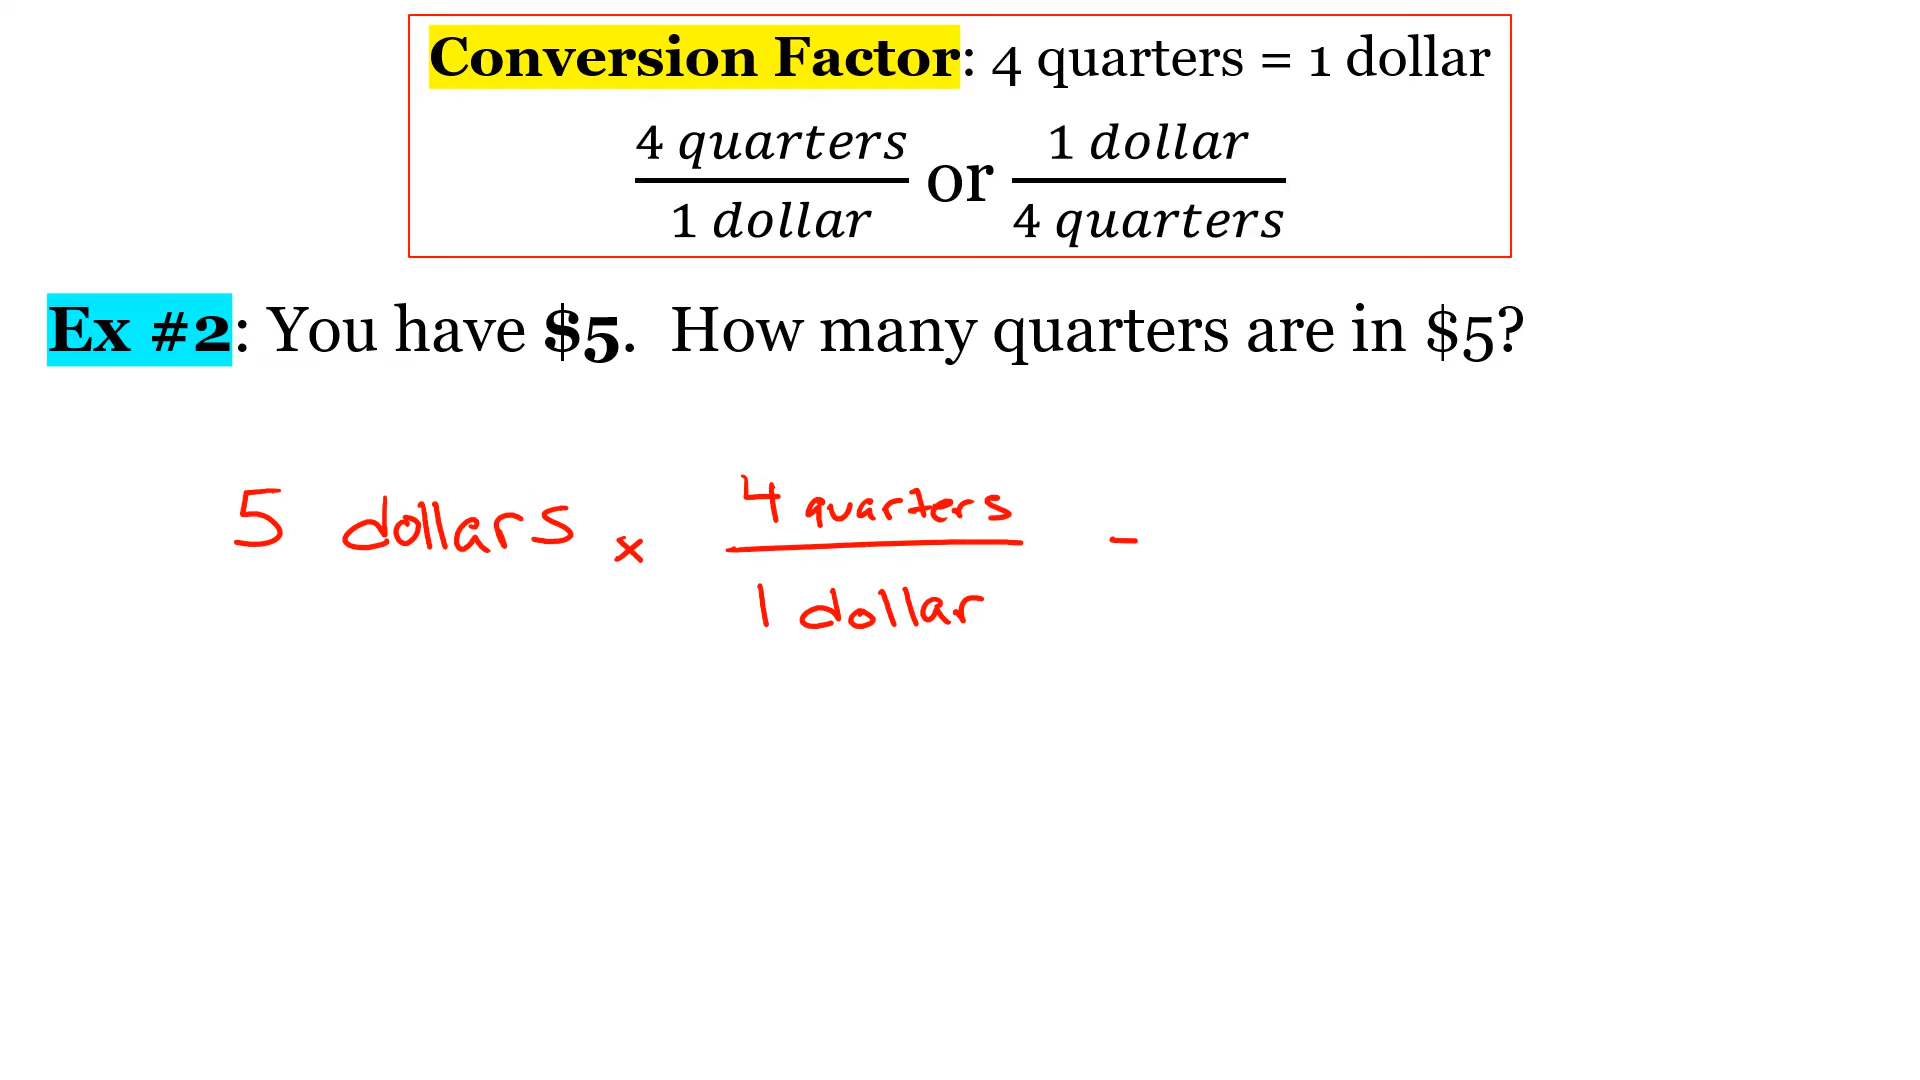 Conversion Factor: 4 quarters = 1 dollar
4 quarters / 1 dollar or 1 dollar / 4 quarters
Ex #2: You have $5. How many quarters are in $5?
5 dollars × 4 quarters / 1 dollar -